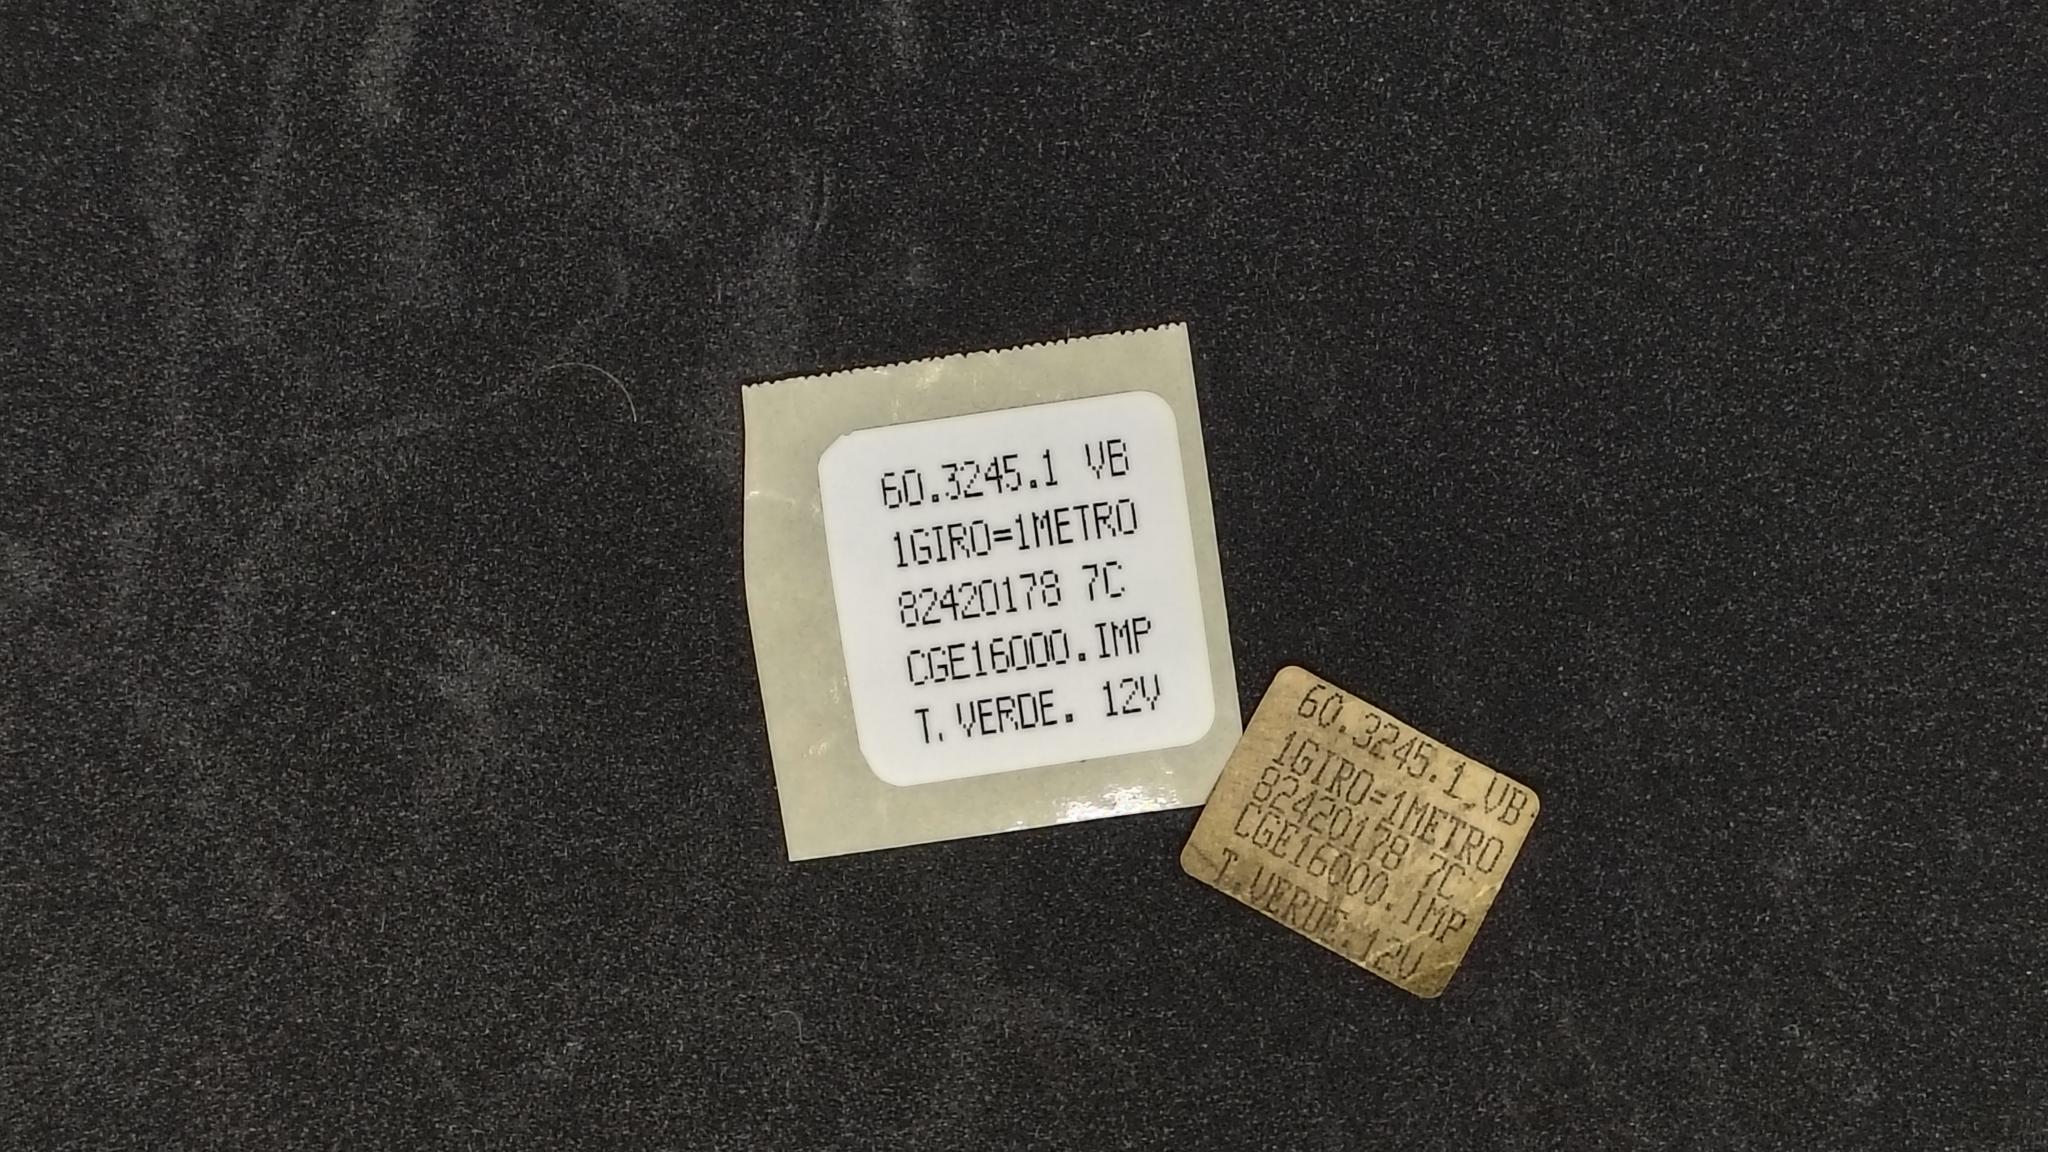 60.3245.1 VB
1GIRO=1METRO
82420178 7C
CGE16000.IMP
T.VERDE. 12V
60.3245.1 VB
1GIRO=1METRO
82420178 7C
CGE16000.IMP
T.VERDE.12V